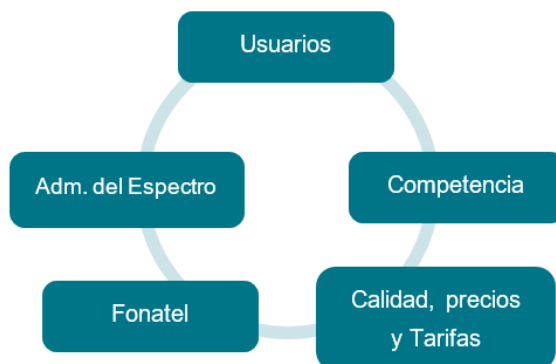 Usuarios
Adm. del Espectro
Competencia
Fonatel
Calidad, precios
y Tarifas